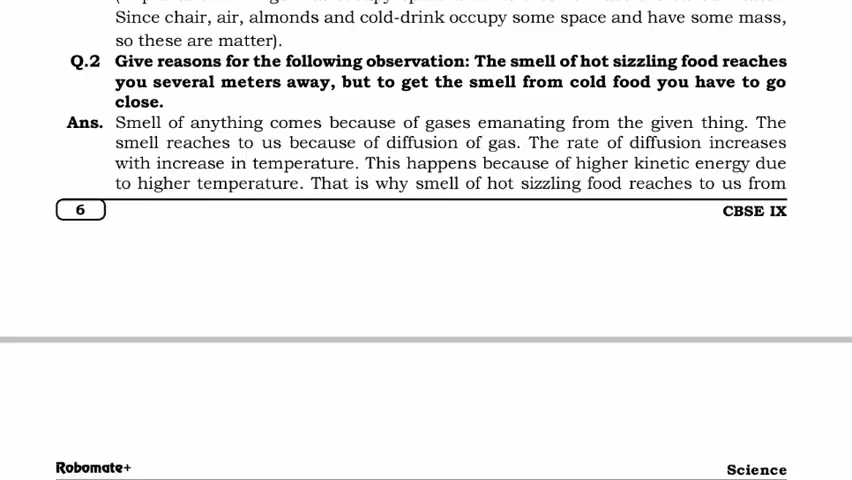 Since chair, air, almonds and cold-drink occupy some space and have some mass,
so these are matter).
Q.2 Give reasons for the following observation: The smell of hot sizzling food reaches
you several meters away, but to get the smell from cold food you have to go
close.
Ans. Smell of anything comes because of gases emanating from the given thing. The
smell reaches to us because of diffusion of gas. The rate of diffusion increases
with increase in temperature. This happens because of higher kinetic energy due
to higher temperature. That is why smell of hot sizzling food reaches to us from
6 CBSE IX
Robomate+ Science